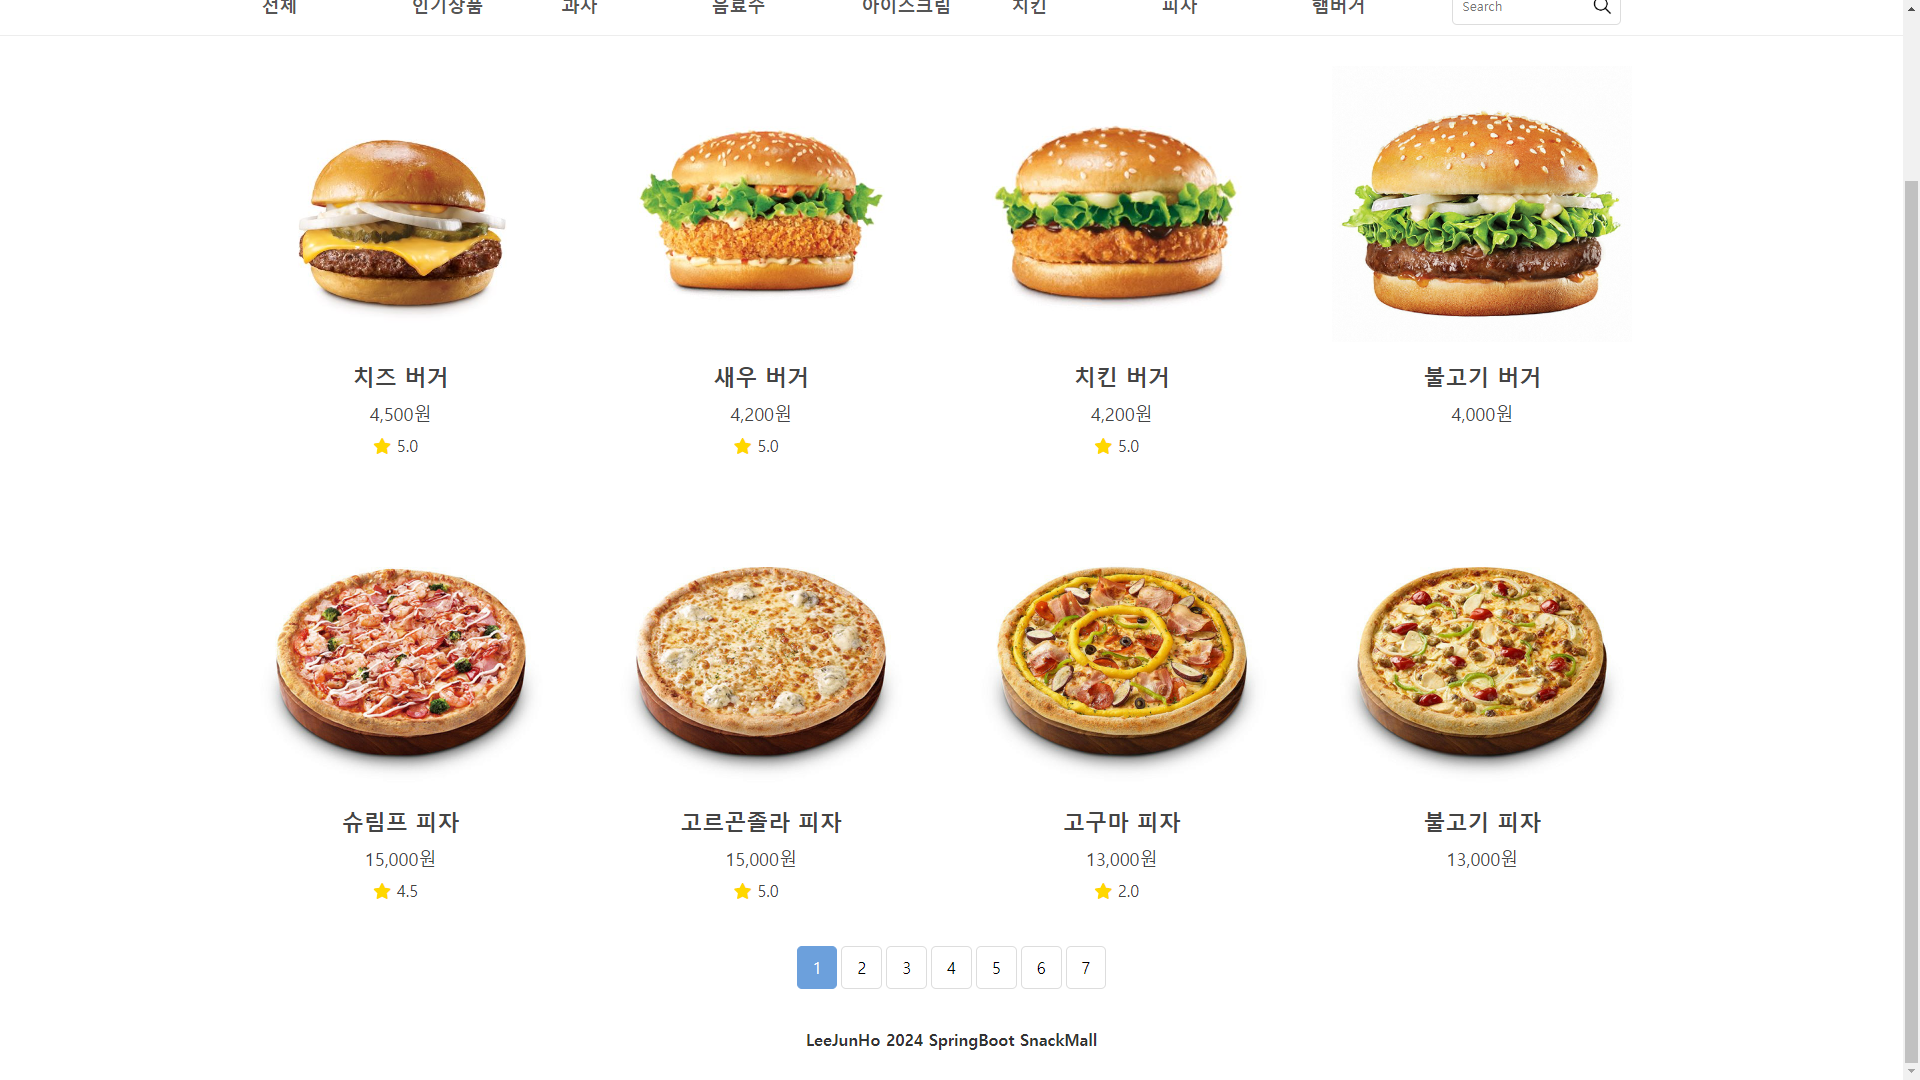 전체 인기상품 과자 음료수 아이스크림 치킨 피자 햄버거 Search
치즈 버거 새우 버거 치킨 버거 불고기 버거
4,500원 4,200원 4,200원 4,000원
5.0 5.0 5.0
슈림프 피자 고르곤졸라 피자 고구마 피자 불고기 피자
15,000원 15,000원 13,000원 13,000원
4.5 5.0 2.0
1 2 3 4 5 6 7
LeeJunHo 2024 SpringBoot SnackMall